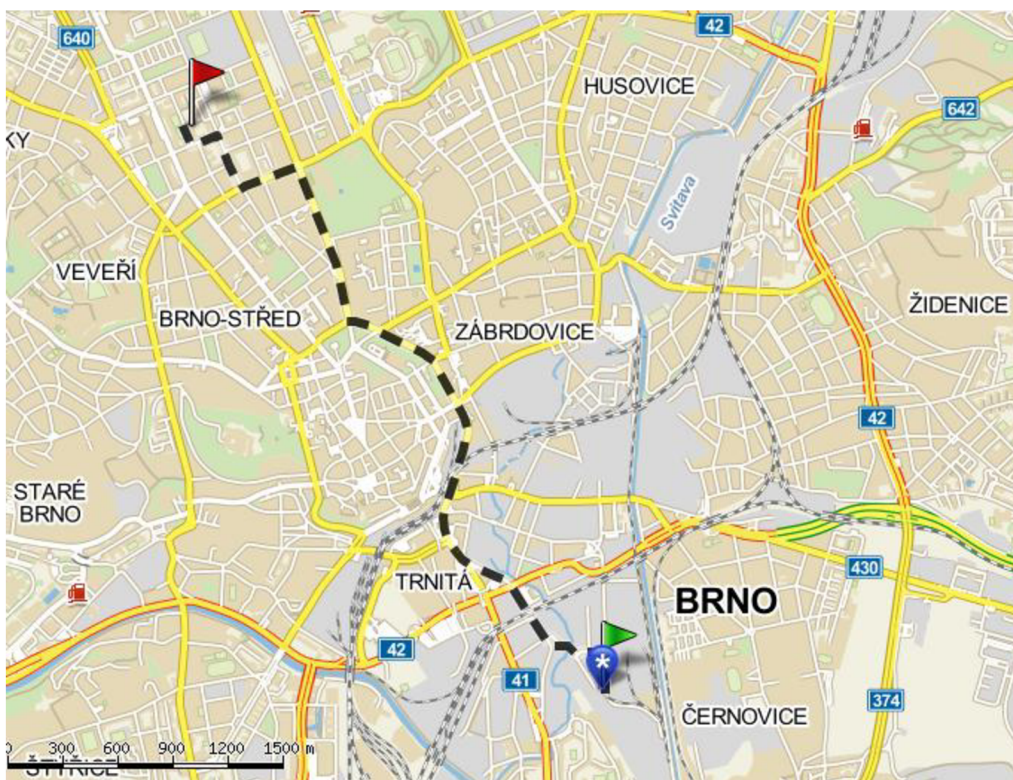 42
640
HUSOVICE
642
KY
Svitava
VEVEŘÍ
ŽIDENICE
BRNO-STŘED
ZÁBRDOVICE
42
STARÉ
BRNO
430
TRNITÁ
BRNO
42
41
*
374
ČERNOVICE
300 600 900 1200 1500 m
ŠTÝŘICE